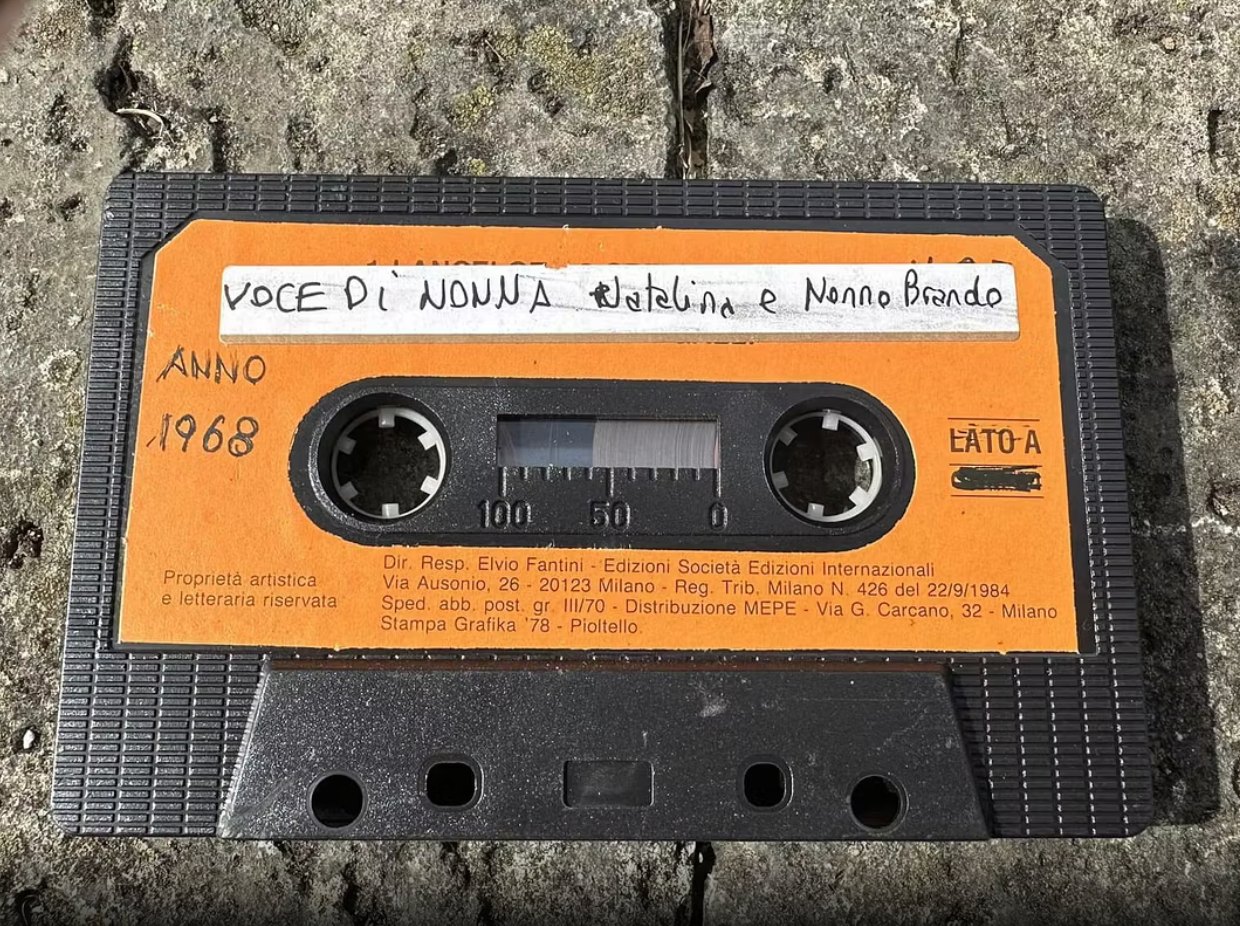 VOCE DI NONNA Natalina e Nonno Brando
ANNO
1968
LATO A
100 50 0
Proprietà artistica
e letteraria riservata
Dir. Resp. Elvio Fantini - Edizioni Società Edizioni Internazionali
Via Ausonio, 26 - 20123 Milano - Reg. Trib. Milano N. 426 del 22/9/1984
Sped. abb. post. gr. III/70 - Distribuzione MEPE - Via G. Carcano, 32 - Milano
Stampa Grafika '78 - Pioltello.